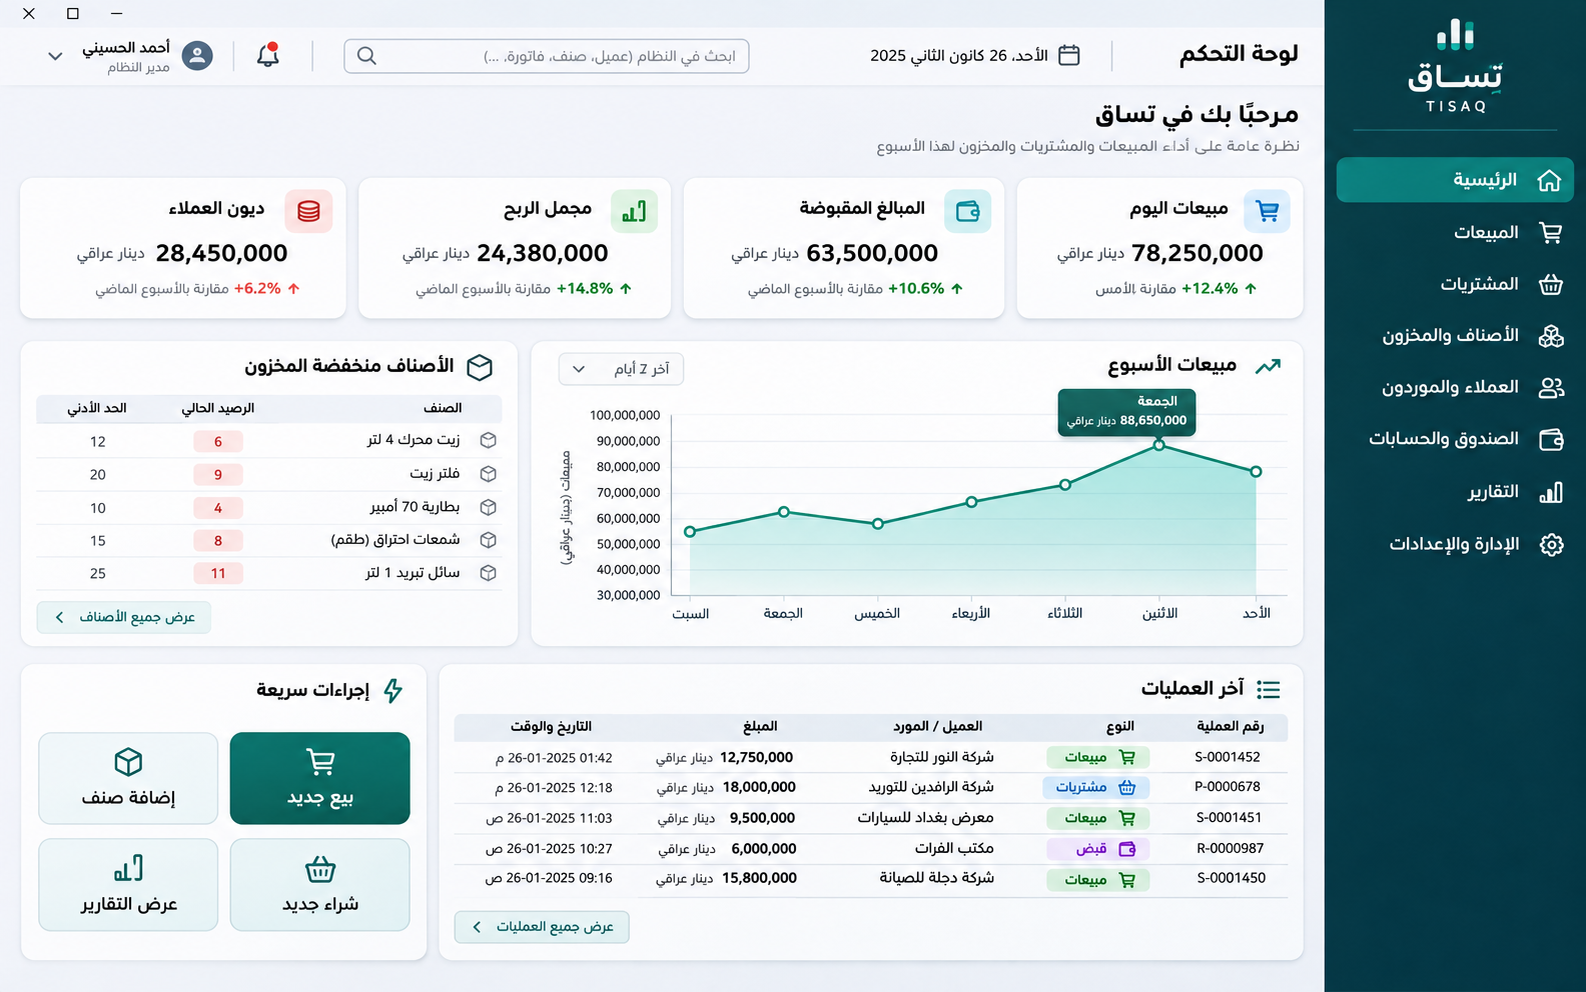 تِساق
TISAQ
الرئيسية
المبيعات
المشتريات
الأصناف والمخزون
العملاء والموردون
الصندوق والحسابات
التقارير
الإدارة والإعدادات
لوحة التحكم
الأحد، 26 كانون الثاني 2025
ابحث في النظام (عميل، صنف، فاتورة، ...)
أحمد الحسيني
مدير النظام
مرحبًا بك في تساق
نظرة عامة على أداء المبيعات والمشتريات والمخزون لهذا الأسبوع
مبيعات اليوم
78,250,000 دينار عراقي
+12.4% مقارنة بالأمس
المبالغ المقبوضة
63,500,000 دينار عراقي
+10.6% مقارنة بالأسبوع الماضي
مجمل الربح
24,380,000 دينار عراقي
+14.8% مقارنة بالأسبوع الماضي
ديون العملاء
28,450,000 دينار عراقي
+6.2% مقارنة بالأسبوع الماضي
مبيعات الأسبوع
آخر 7 أيام
الجمعة
88,650,000 دينار عراقي
100,000,000
90,000,000
80,000,000
70,000,000
60,000,000
50,000,000
40,000,000
30,000,000
الأحد
الاثنين
الثلاثاء
الأربعاء
الخميس
الجمعة
السبت
الأصناف منخفضة المخزون
الصنف الرصيد الحالي الحد الأدنى
زيت محرك 4 لتر 6 12
فلتر زيت 9 20
بطارية 70 أمبير 4 10
شمعات احتراق (طقم) 8 15
سائل تبريد 1 لتر 11 25
عرض جميع الأصناف
آخر العمليات
رقم العملية النوع العميل / المورد المبلغ التاريخ والوقت
S-0001452 مبيعات شركة النور للتجارة 12,750,000 دينار عراقي 26-01-2025 01:42 م
P-0000678 مشتريات شركة الرافدين للتوريد 18,000,000 دينار عراقي 26-01-2025 12:18 م
S-0001451 مبيعات معرض بغداد للسيارات 9,500,000 دينار عراقي 26-01-2025 11:03 ص
R-0000987 قبض مكتب الفرات 6,000,000 دينار عراقي 26-01-2025 10:27 ص
S-0001450 مبيعات شركة دجلة للصيانة 15,800,000 دينار عراقي 26-01-2025 09:16 ص
عرض جميع العمليات
إجراءات سريعة
بيع جديد
إضافة صنف
شراء جديد
عرض التقارير